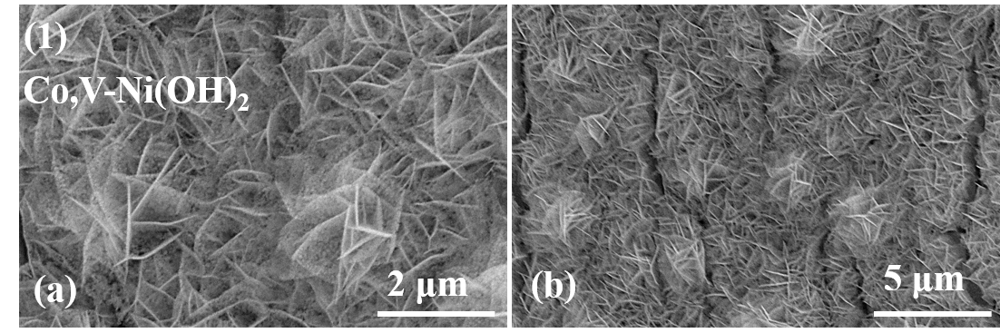 (1)
Co,V-Ni(OH)₂
(a)
2 μm
(b)
5 μm